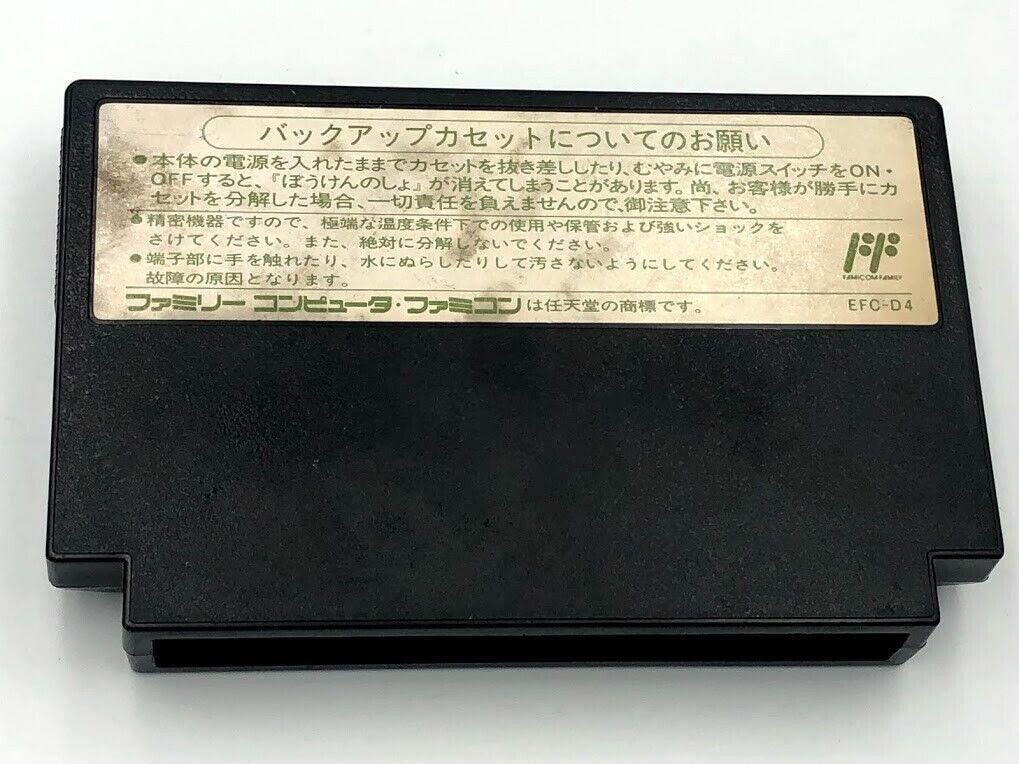 バックアップカセットについてのお願い
●本体の電源を入れたままでカセットを抜き差ししたり、むやみに電源スイッチをON・
OFFすると、『ぼうけんのしょ』が消えてしまうことがあります。尚、お客様が勝手にカ
セットを分解した場合、一切責任を負えませんので、御注意下さい。
●精密機器ですので、極端な温度条件下での使用や保管および強いショックを
さけてください。また、絶対に分解しないでください。
●端子部に手を触れたり、水にぬらしたりして汚さないようにしてください。
故障の原因となります。
FF
FAMICOM FAMILY
ファミリー コンピュータ・ファミコンは任天堂の商標です。
EFC-D4